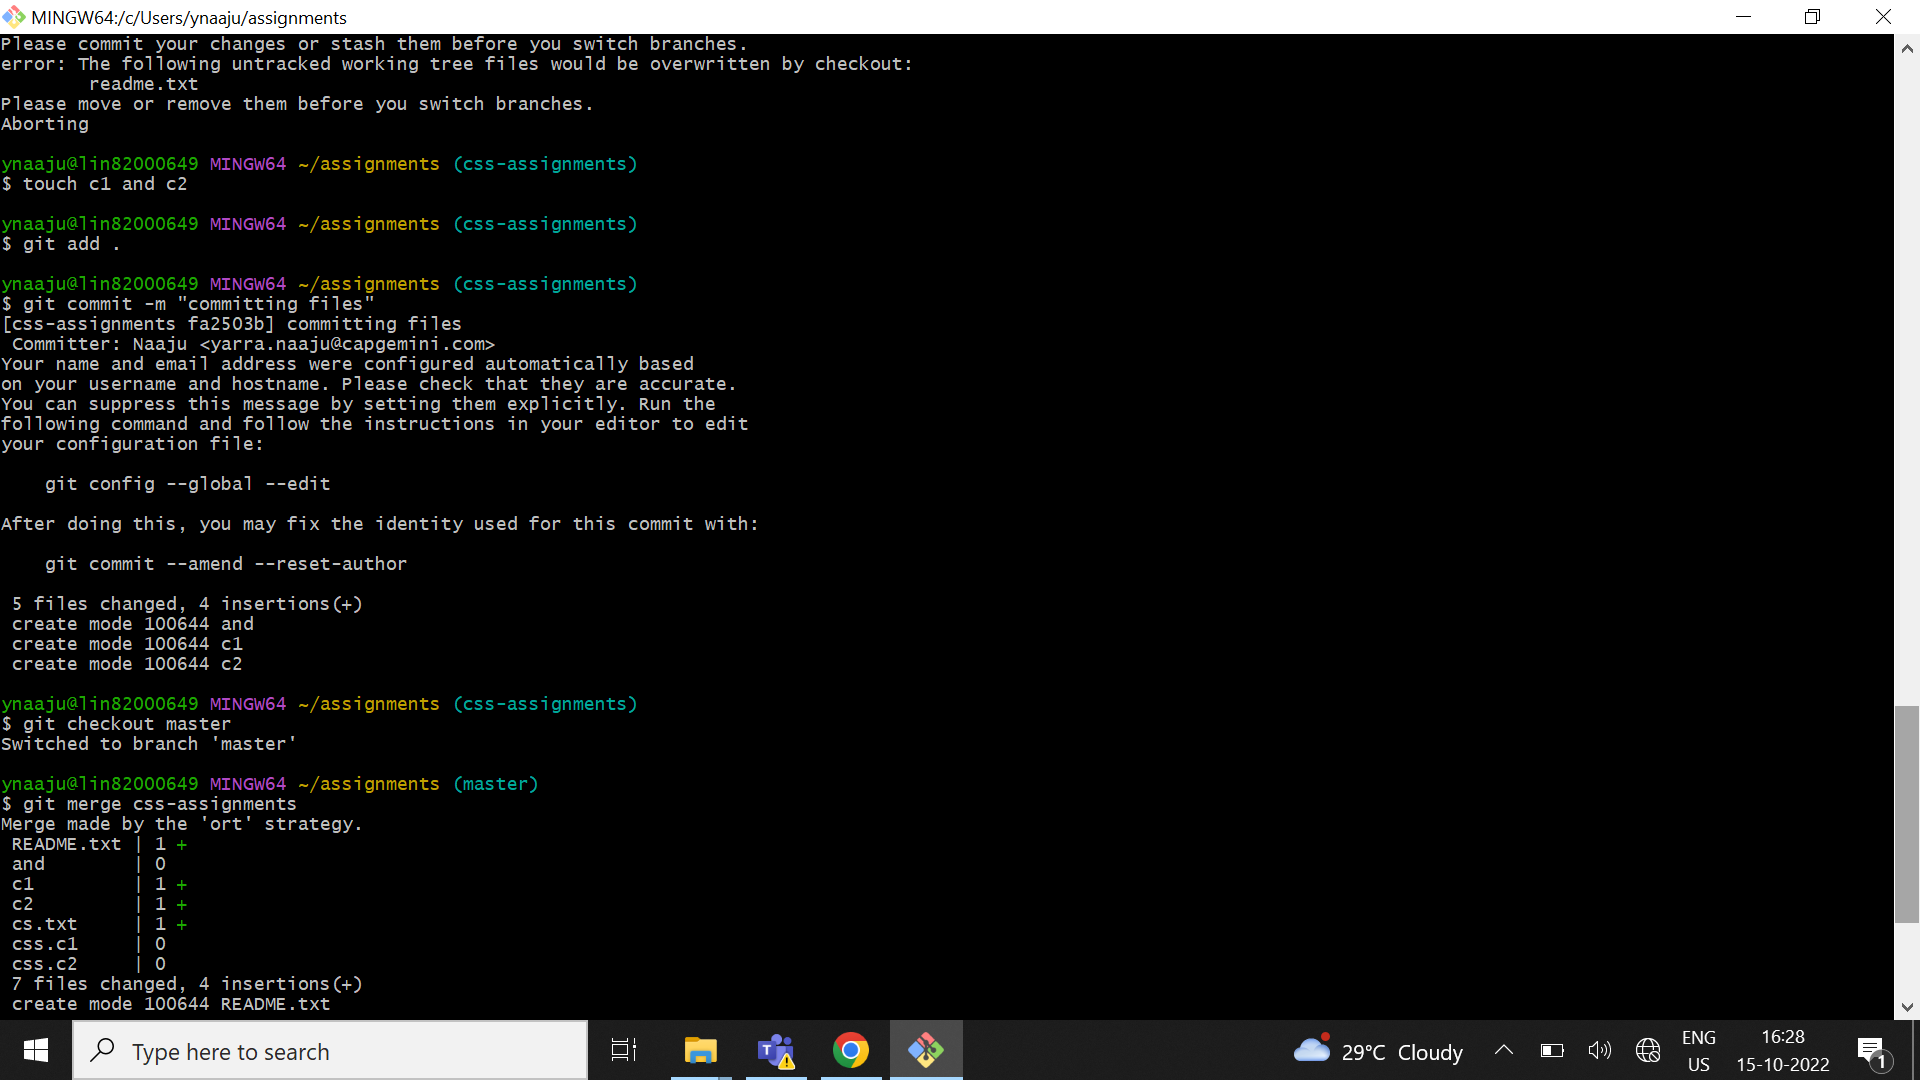 MINGW64:/c/Users/ynaaju/assignments
Please commit your changes or stash them before you switch branches.
error: The following untracked working tree files would be overwritten by checkout:
        readme.txt
Please move or remove them before you switch branches.
Aborting
ynaaju@lin82000649 MINGW64 ~/assignments (css-assignments)
$ touch c1 and c2
ynaaju@lin82000649 MINGW64 ~/assignments (css-assignments)
$ git add .
ynaaju@lin82000649 MINGW64 ~/assignments (css-assignments)
$ git commit -m "committing files"
[css-assignments fa2503b] committing files
 Committer: Naaju <yarra.naaju@capgemini.com>
Your name and email address were configured automatically based
on your username and hostname. Please check that they are accurate.
You can suppress this message by setting them explicitly. Run the
following command and follow the instructions in your editor to edit
your configuration file:
    git config --global --edit
After doing this, you may fix the identity used for this commit with:
    git commit --amend --reset-author
 5 files changed, 4 insertions(+)
 create mode 100644 and
 create mode 100644 c1
 create mode 100644 c2
ynaaju@lin82000649 MINGW64 ~/assignments (css-assignments)
$ git checkout master
Switched to branch 'master'
ynaaju@lin82000649 MINGW64 ~/assignments (master)
$ git merge css-assignments
Merge made by the 'ort' strategy.
 README.txt | 1 +
 and        | 0
 c1         | 1 +
 c2         | 1 +
 cs.txt     | 1 +
 css.c1     | 0
 css.c2     | 0
 7 files changed, 4 insertions(+)
 create mode 100644 README.txt
Type here to search
29°C Cloudy
ENG
US
16:28
15-10-2022
1